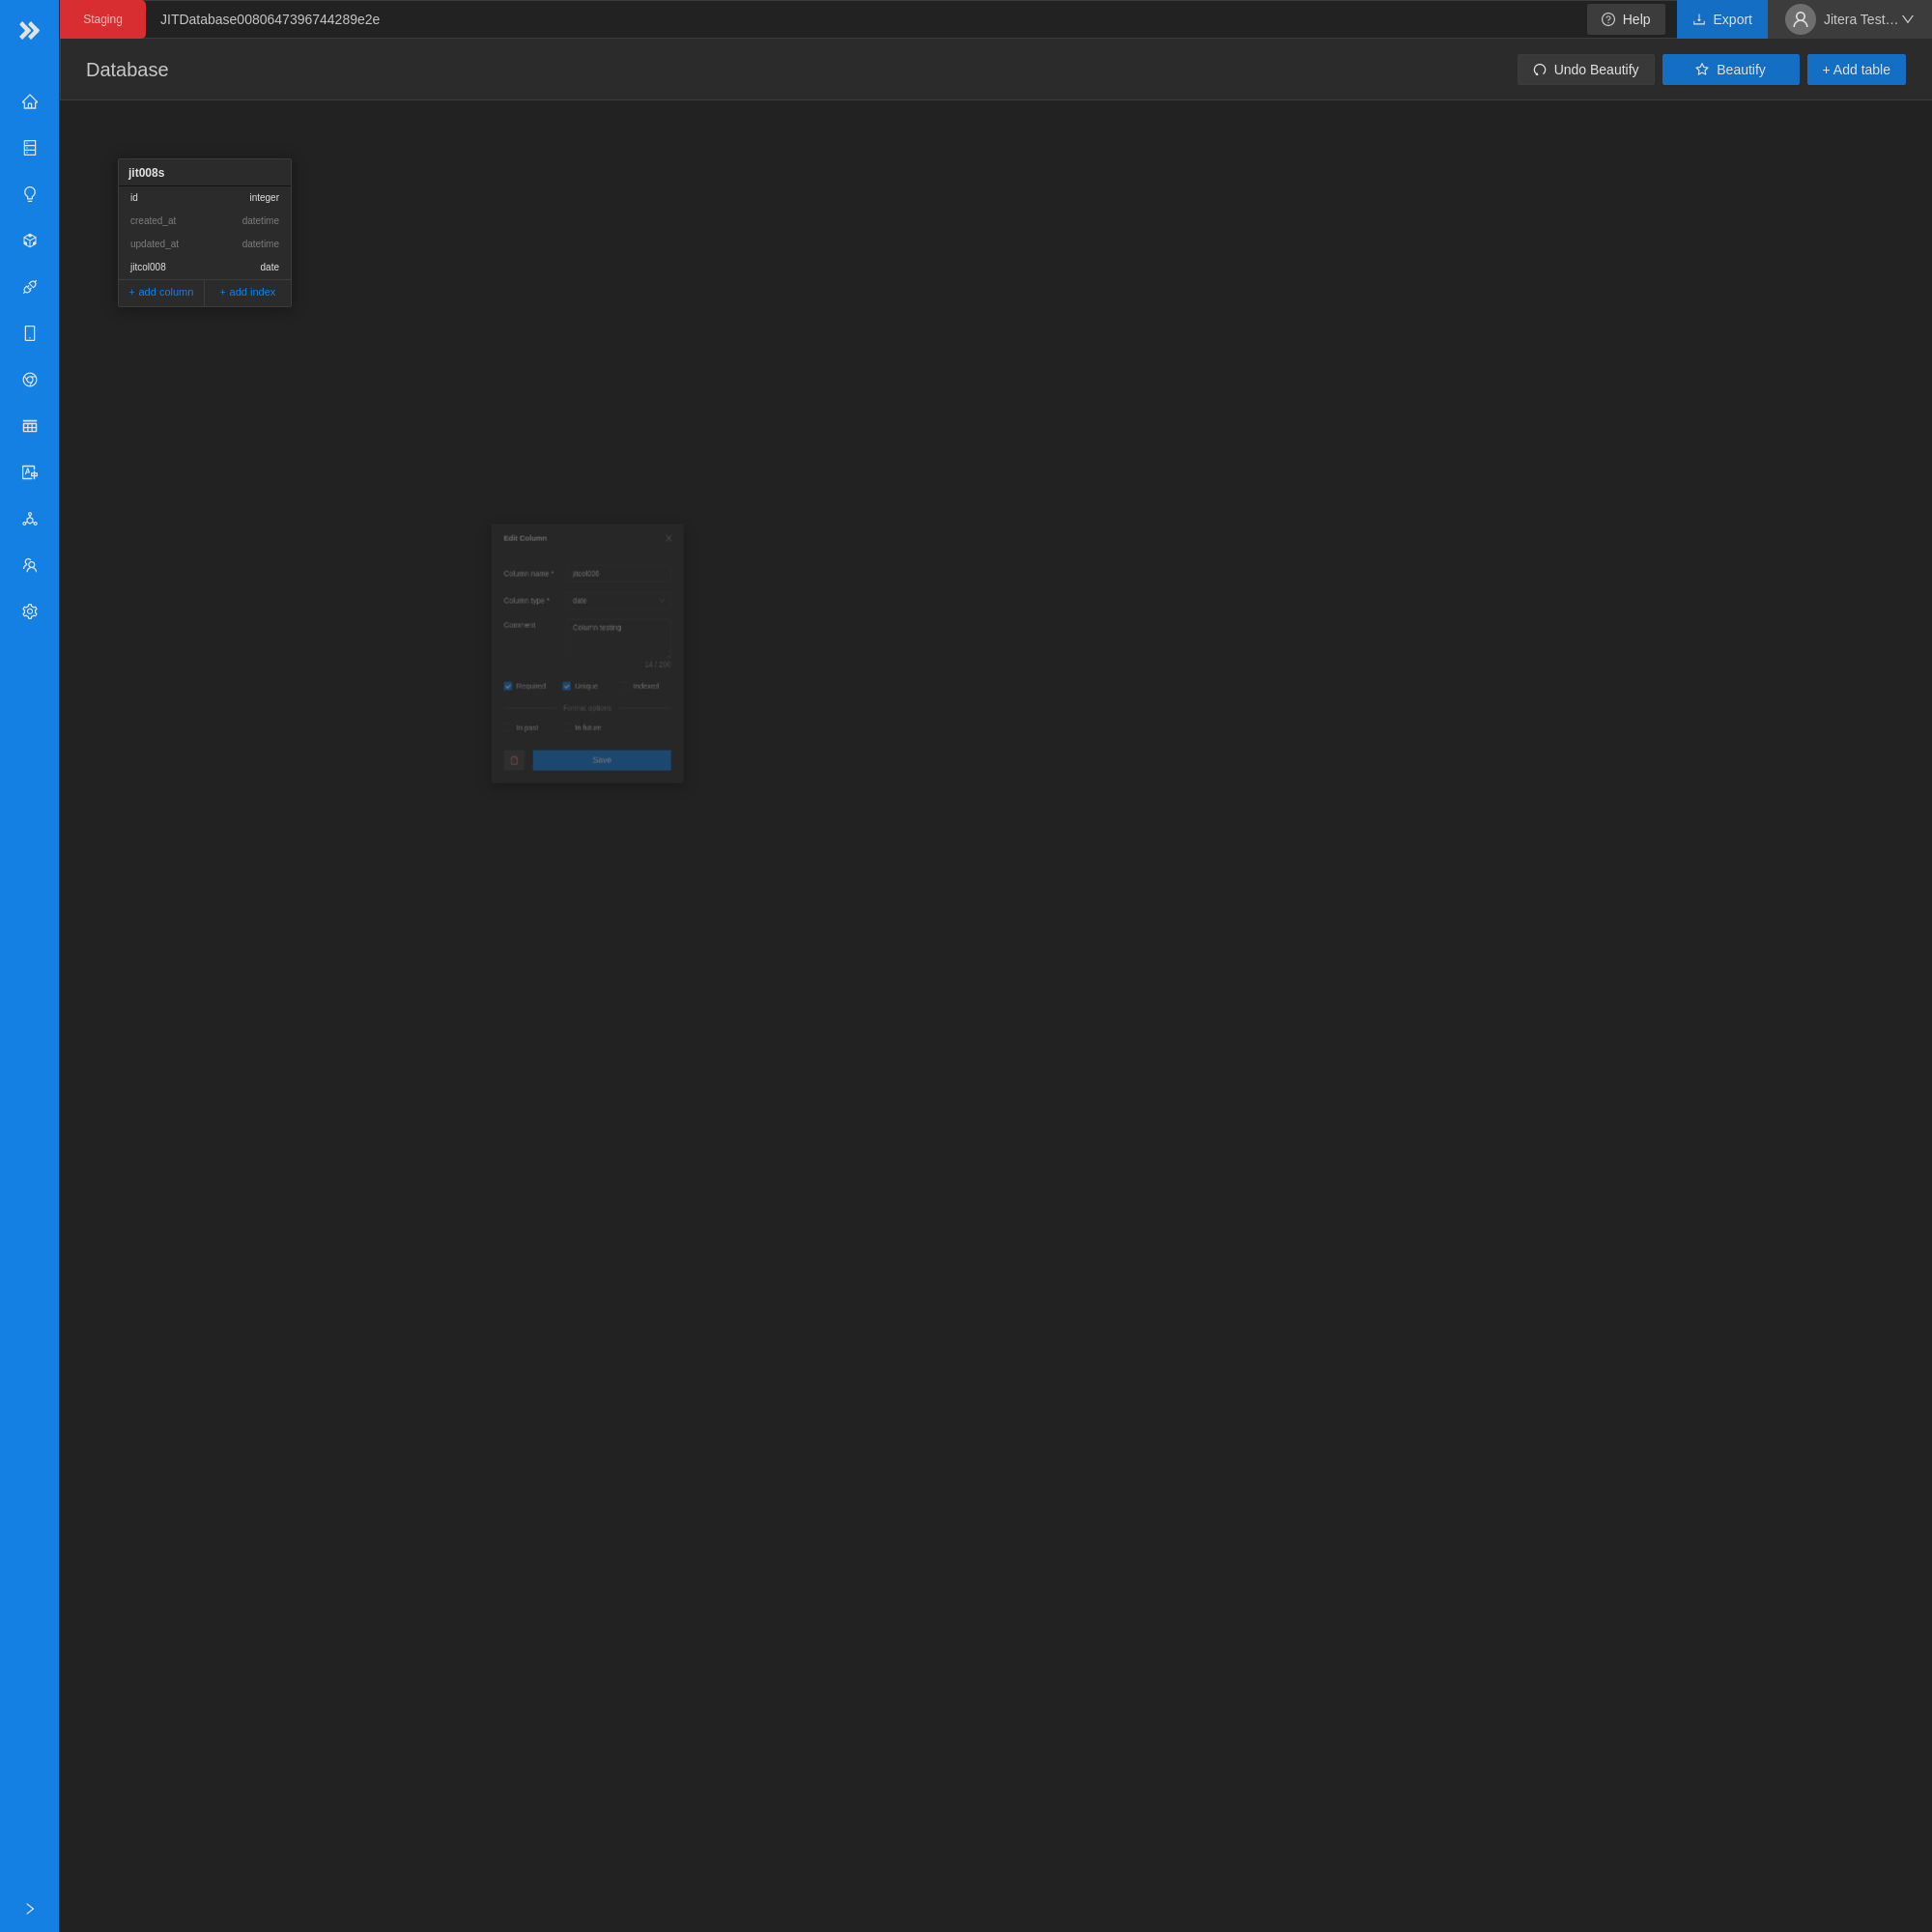 Staging
JITDatabase0080647396744289e2e
Help
Export
Jitera Test...
Database
Undo Beautify
Beautify
+ Add table
jit008s
id integer
created_at datetime
updated_at datetime
jitcol008 date
+ add column
+ add index
Edit Column
Column name * jitcol008
Column type * date
Comment Column testing
14 / 200
Required Unique Indexed
Format options
In past In future
Save